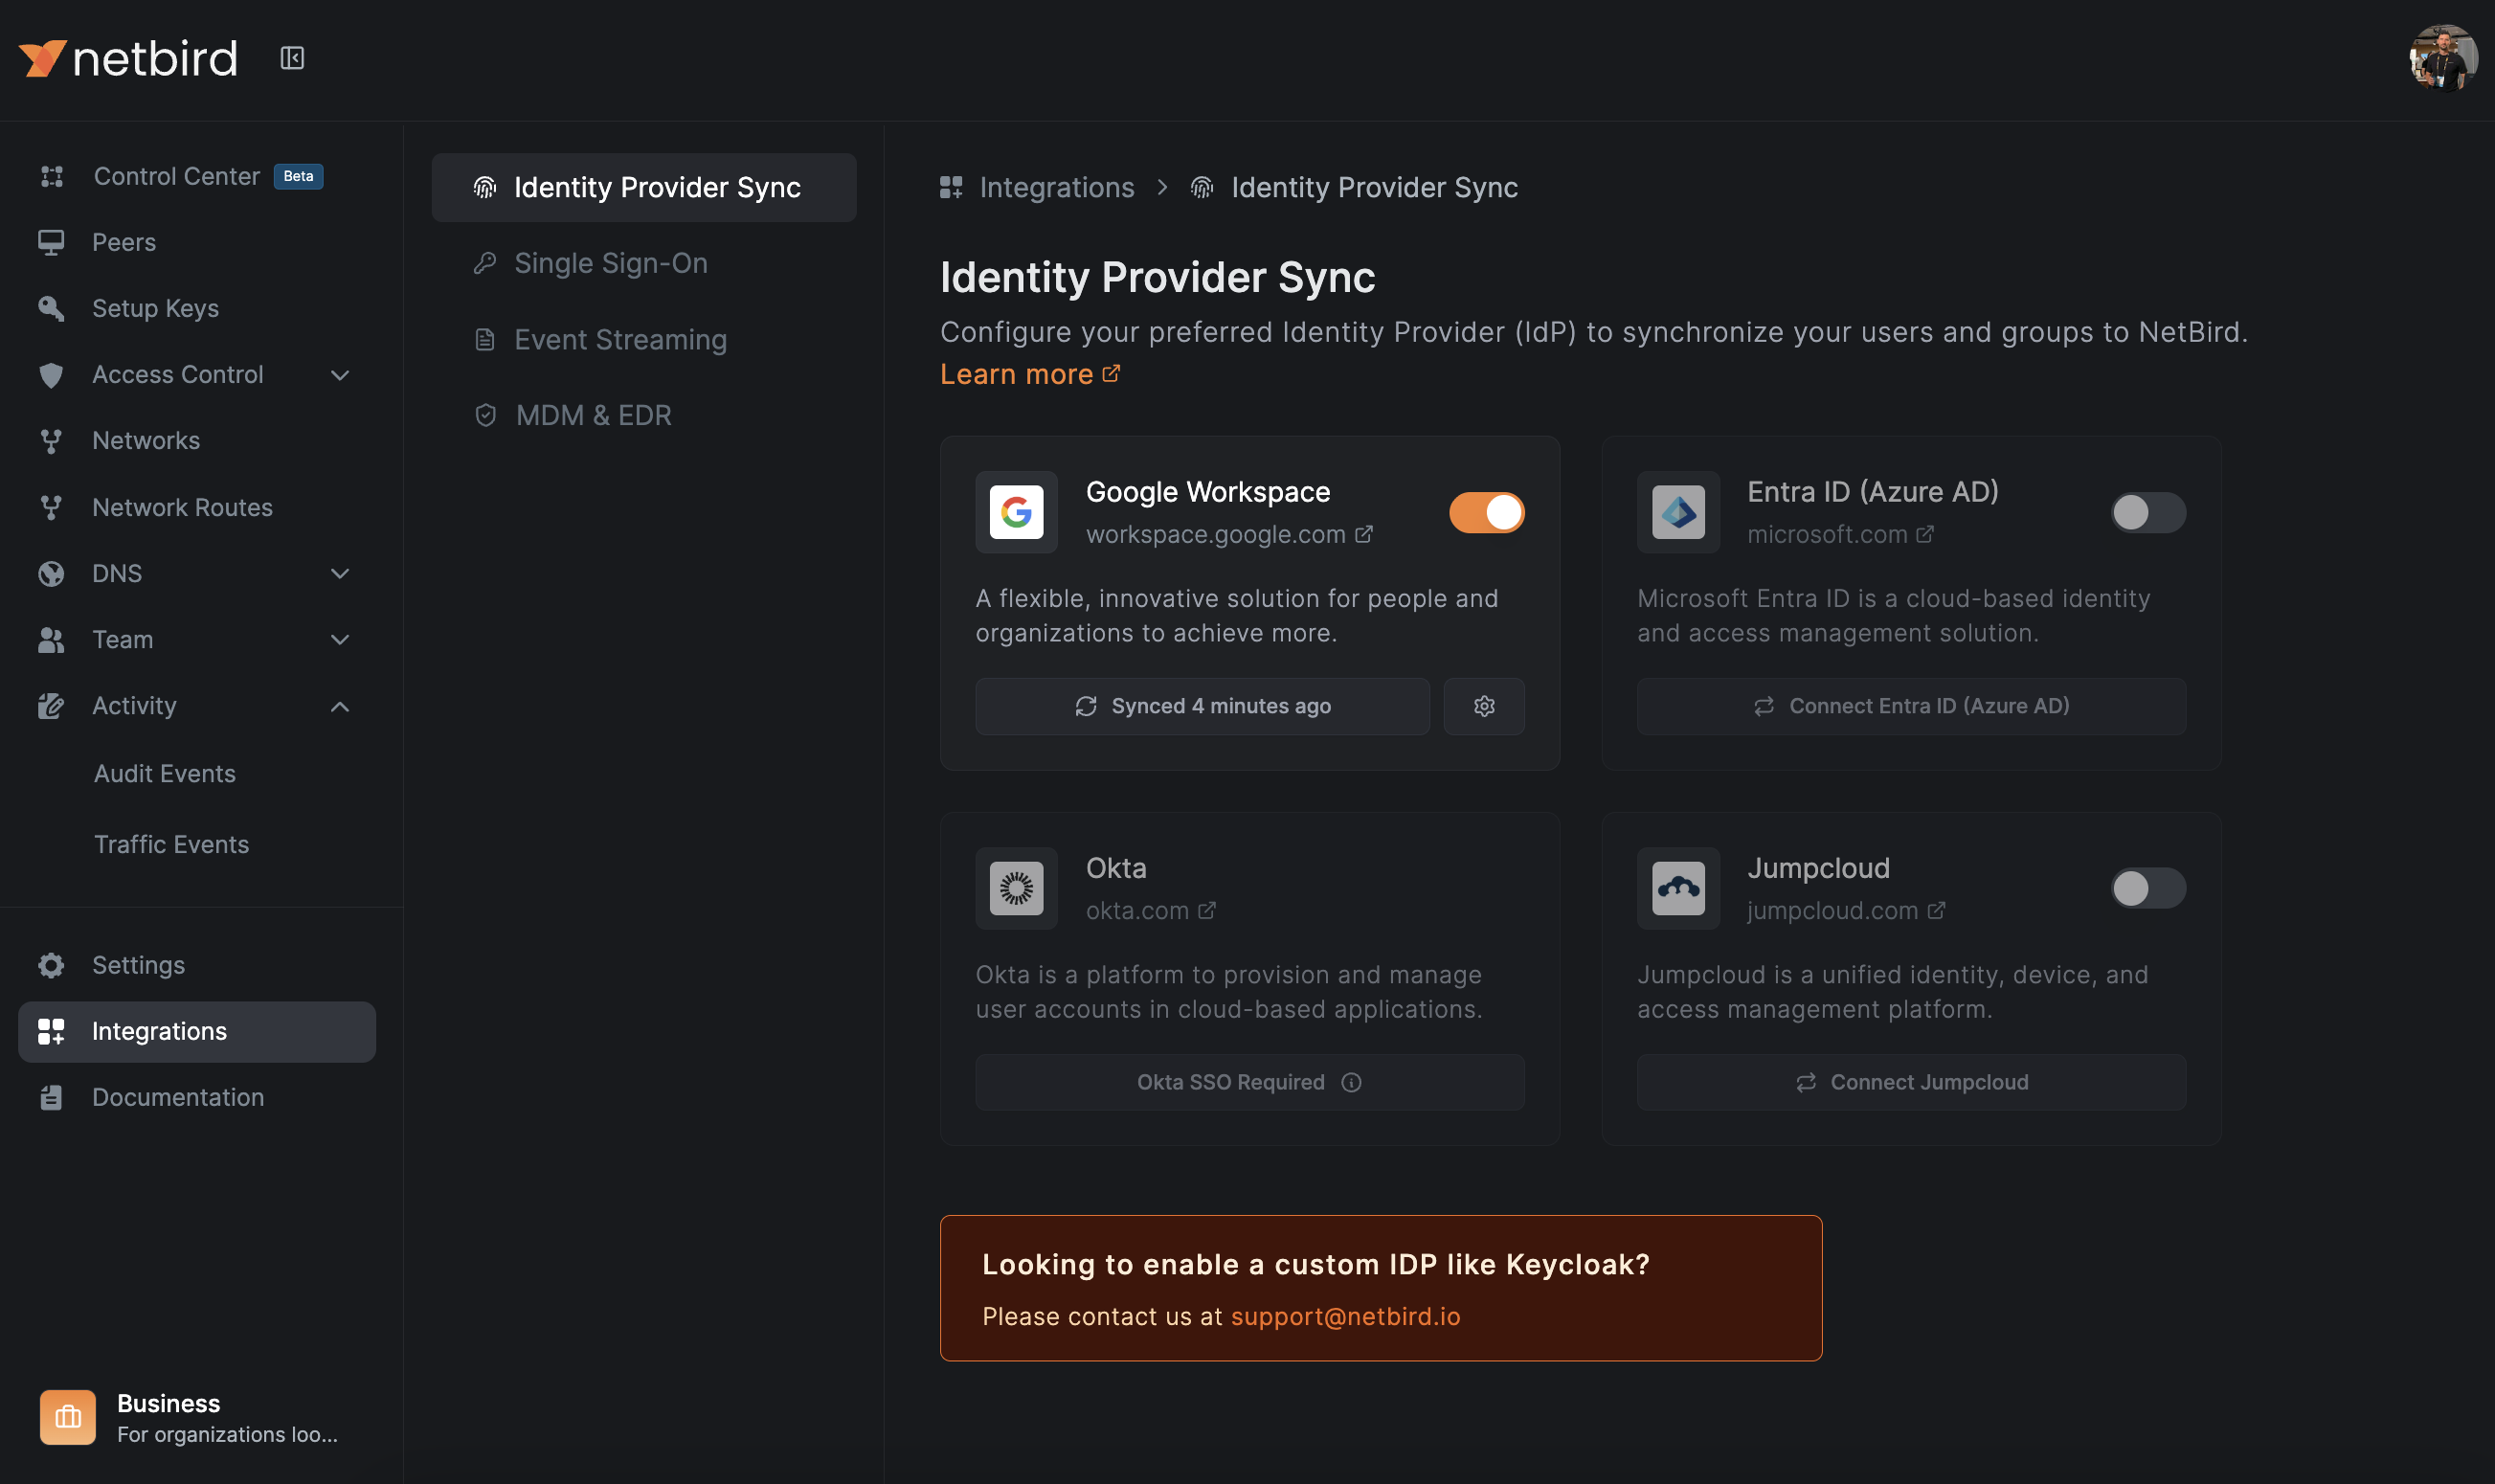 netbird
Control Center Beta
Peers
Setup Keys
Access Control
Networks
Network Routes
DNS
Team
Activity
Audit Events
Traffic Events
Settings
Integrations
Documentation
Business
For organizations loo...
Identity Provider Sync
Single Sign-On
Event Streaming
MDM & EDR
Integrations > Identity Provider Sync
Identity Provider Sync
Configure your preferred Identity Provider (IdP) to synchronize your users and groups to NetBird.
Learn more
Google Workspace
workspace.google.com
A flexible, innovative solution for people and
organizations to achieve more.
Synced 4 minutes ago
Entra ID (Azure AD)
microsoft.com
Microsoft Entra ID is a cloud-based identity
and access management solution.
Connect Entra ID (Azure AD)
Okta
okta.com
Okta is a platform to provision and manage
user accounts in cloud-based applications.
Okta SSO Required
Jumpcloud
jumpcloud.com
Jumpcloud is a unified identity, device, and
access management platform.
Connect Jumpcloud
Looking to enable a custom IDP like Keycloak?
Please contact us at support@netbird.io